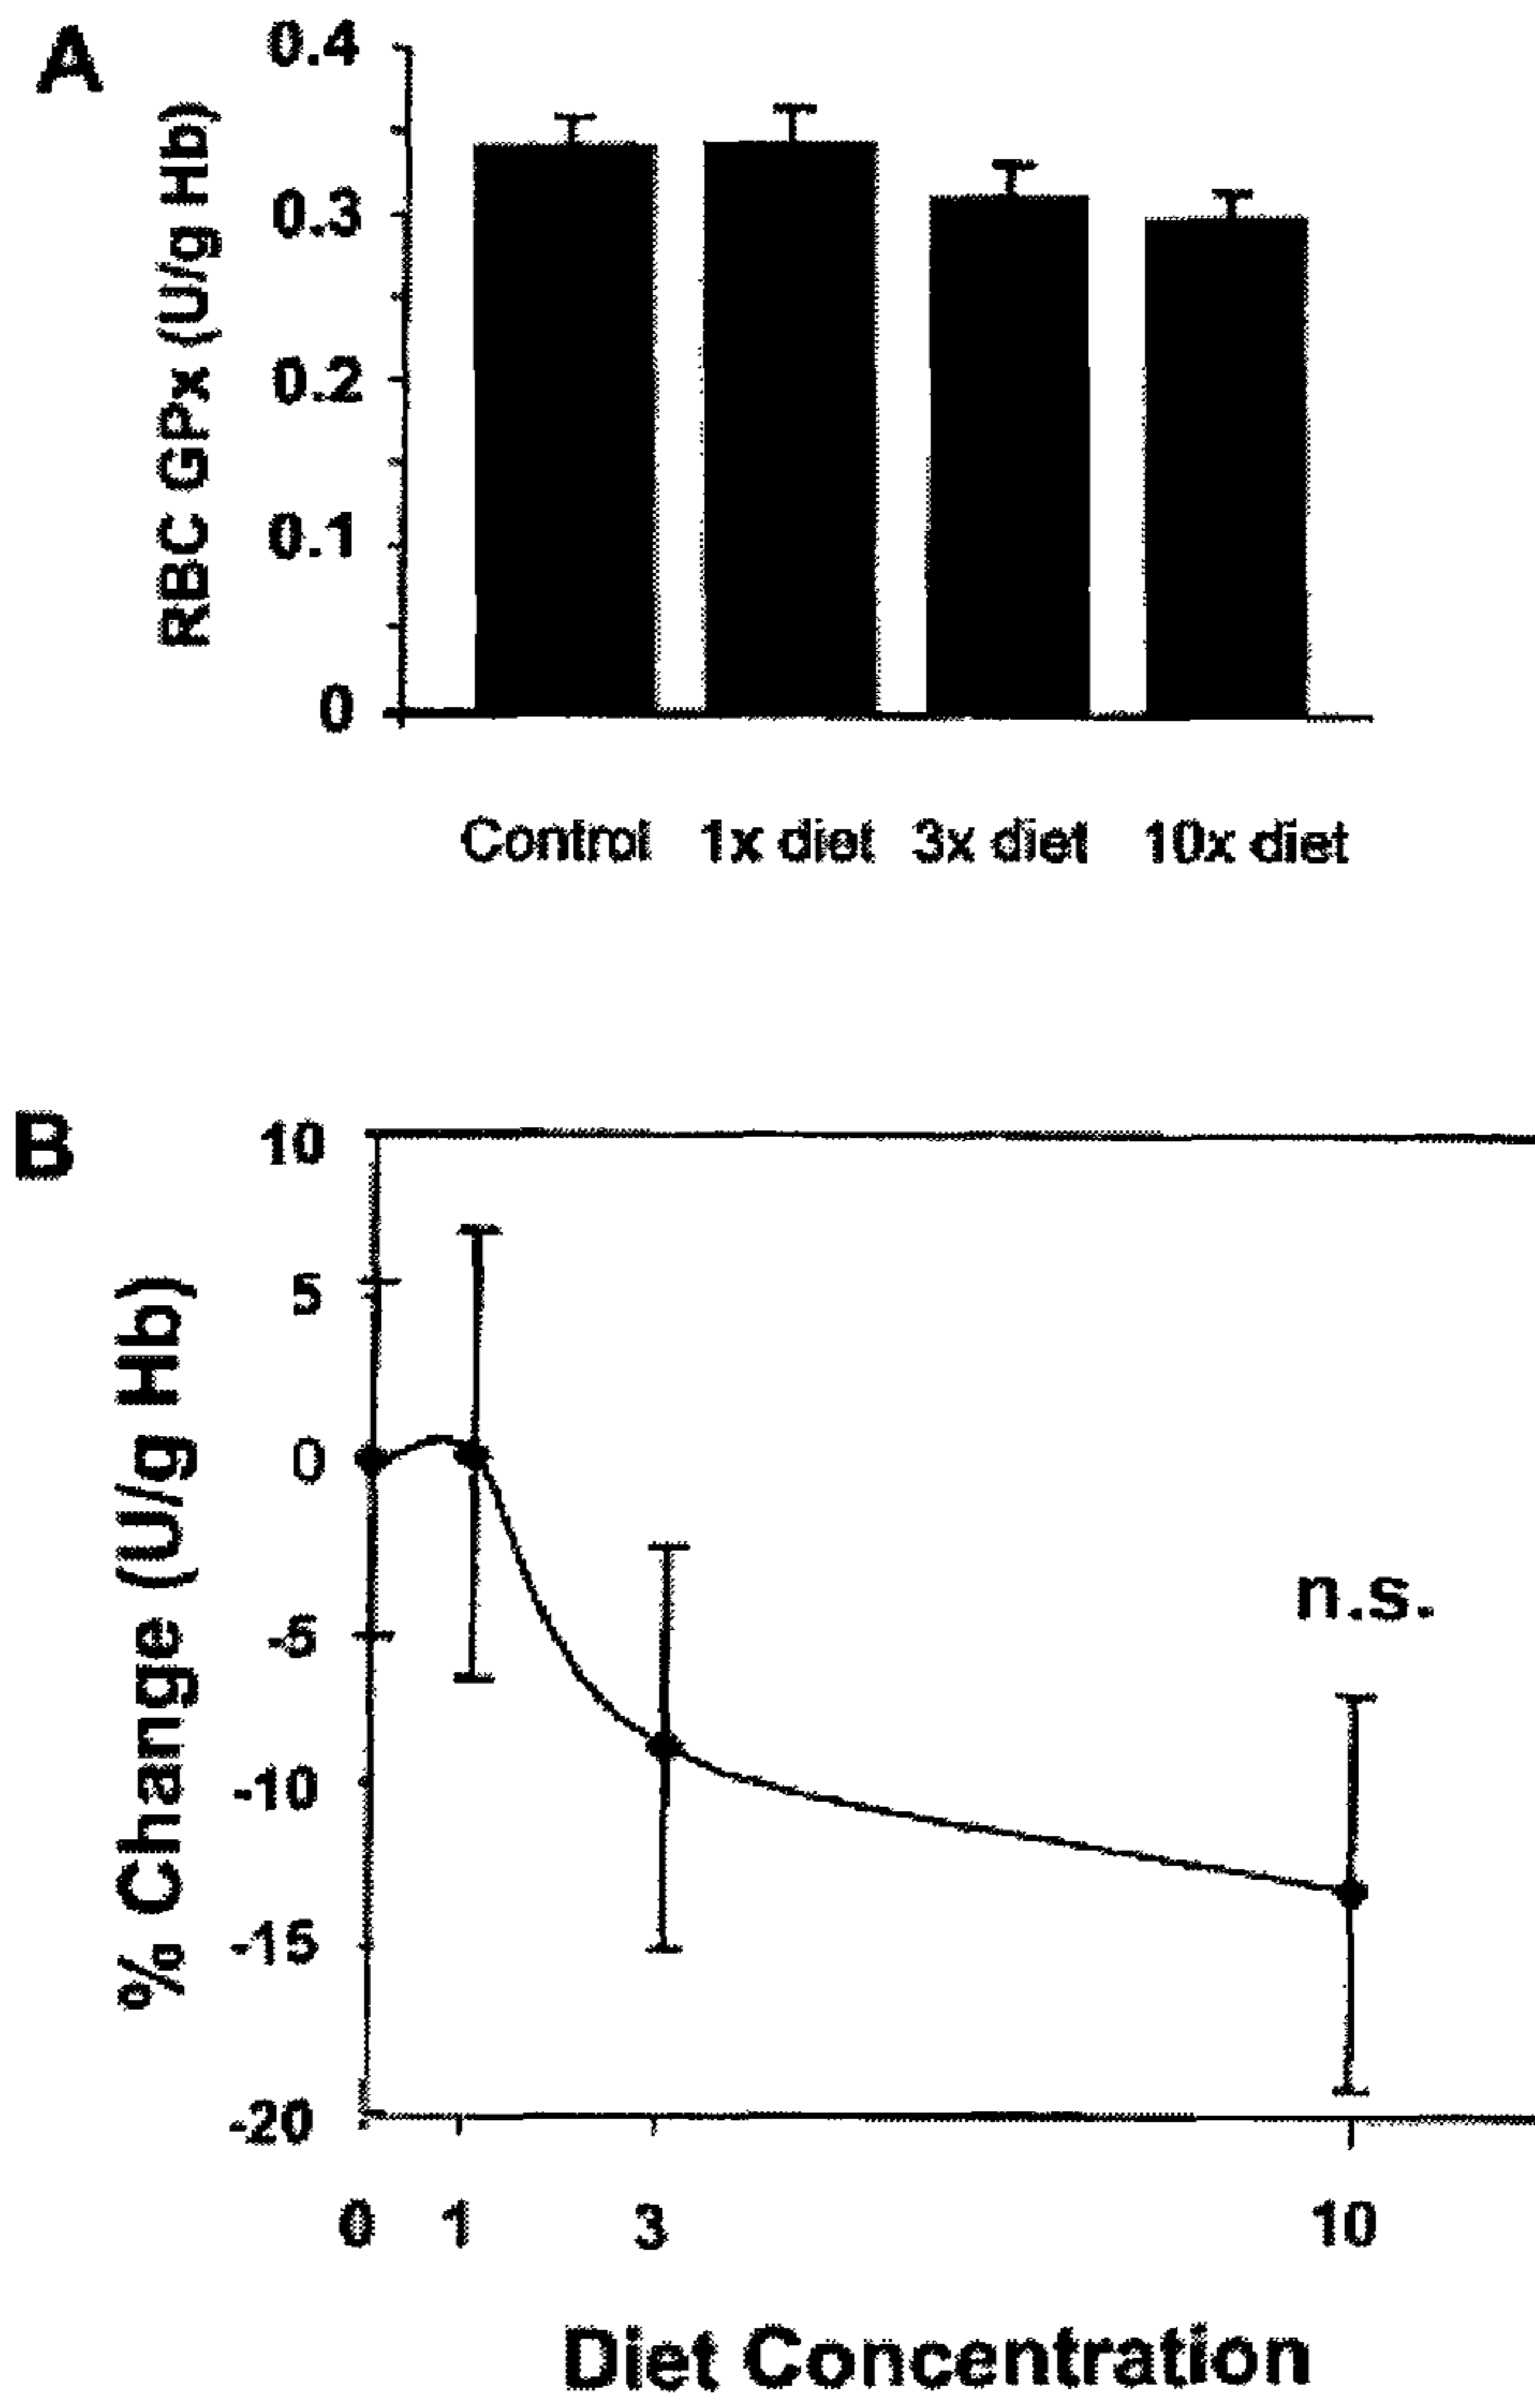 A
0.4
0.3
0.2
0.1
0
RBC GPx (U/g Hb)
Control 1x diet 3x diet 10x diet
B
10
5
0
-5
-10
-15
-20
% Change (U/g Hb)
n.s.
0 1 3 10
Diet Concentration